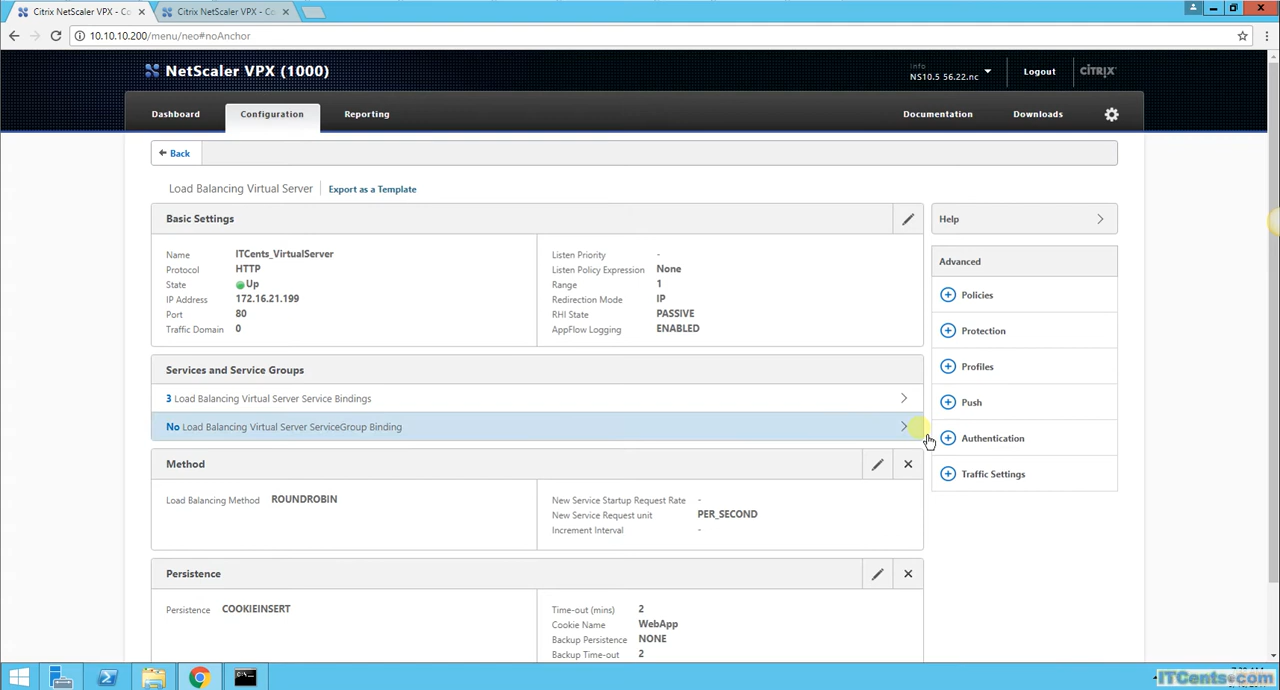 Citrix NetScaler VPX - Co
Citrix NetScaler VPX - Co
10.10.10.200/menu/neo#noAnchor
NetScaler VPX (1000)
Info
NS10.5 56.22.nc
Logout
CITRIX
Dashboard
Configuration
Reporting
Documentation
Downloads
Back
Load Balancing Virtual Server
Export as a Template
Basic Settings
Name ITCents_VirtualServer
Protocol HTTP
State Up
IP Address 172.16.21.199
Port 80
Traffic Domain 0
Listen Priority -
Listen Policy Expression None
Range 1
Redirection Mode IP
RHI State PASSIVE
AppFlow Logging ENABLED
Services and Service Groups
3 Load Balancing Virtual Server Service Bindings
No Load Balancing Virtual Server ServiceGroup Binding
Method
Load Balancing Method ROUNDROBIN
New Service Startup Request Rate -
New Service Request unit PER_SECOND
Increment Interval -
Persistence
Persistence COOKIEINSERT
Time-out (mins) 2
Cookie Name WebApp
Backup Persistence NONE
Backup Time-out 2
Help
Advanced
Policies
Protection
Profiles
Push
Authentication
Traffic Settings
ITCents.com